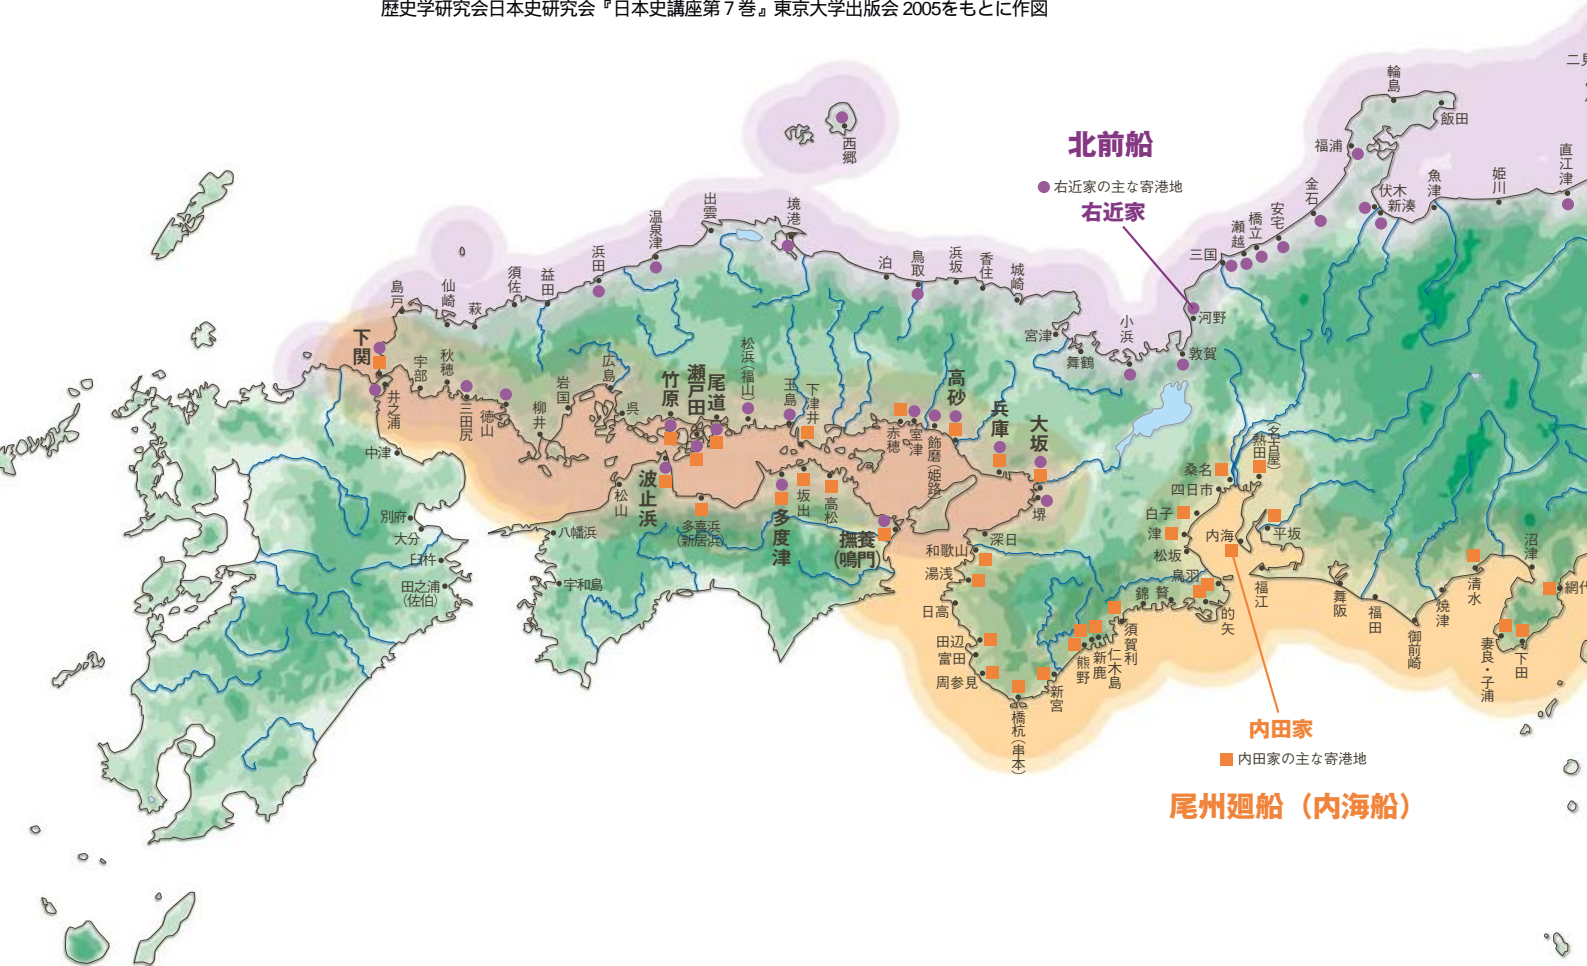 歴史学研究会日本史研究会『日本史講座第７巻』東京大学出版会 2005をもとに作図
北前船
右近家の主な寄港地
右近家
西郷
輪島
飯田
福浦
金石
伏木
新湊
魚津
姫川
直江津
安宅
橋立
瀬越
三国
河野
敦賀
小浜
舞鶴
宮津
城崎
香住
浜坂
鳥取
泊
境港
出雲
温泉津
浜田
益田
須佐
萩
仙崎
島戸
下関
井之浦
宇部
秋穂
三田尻
徳山
柳井
岩国
広島
呉
竹原
瀬戸田
尾道
松浜(福山)
玉島
下津井
赤穂
室津
飾磨(姫路)
高砂
兵庫
大坂
堺
中津
別府
大分
臼杵
田之浦
(佐伯)
八幡浜
宇和島
松山
波止浜
多喜浜
(新居浜)
多度津
坂出
高松
撫養
(鳴門)
深日
和歌山
湯浅
日高
田辺
富田
周参見
橋杭(串本)
新宮
熊野
新鹿
仁木島
須賀利
錦
贄
的矢
鳥羽
松坂
津
白子
四日市
桑名
熱田
内海
平坂
福江
舞阪
福田
御前崎
焼津
清水
沼津
妻良・子浦
下田
内田家
内田家の主な寄港地
尾州廻船（内海船）